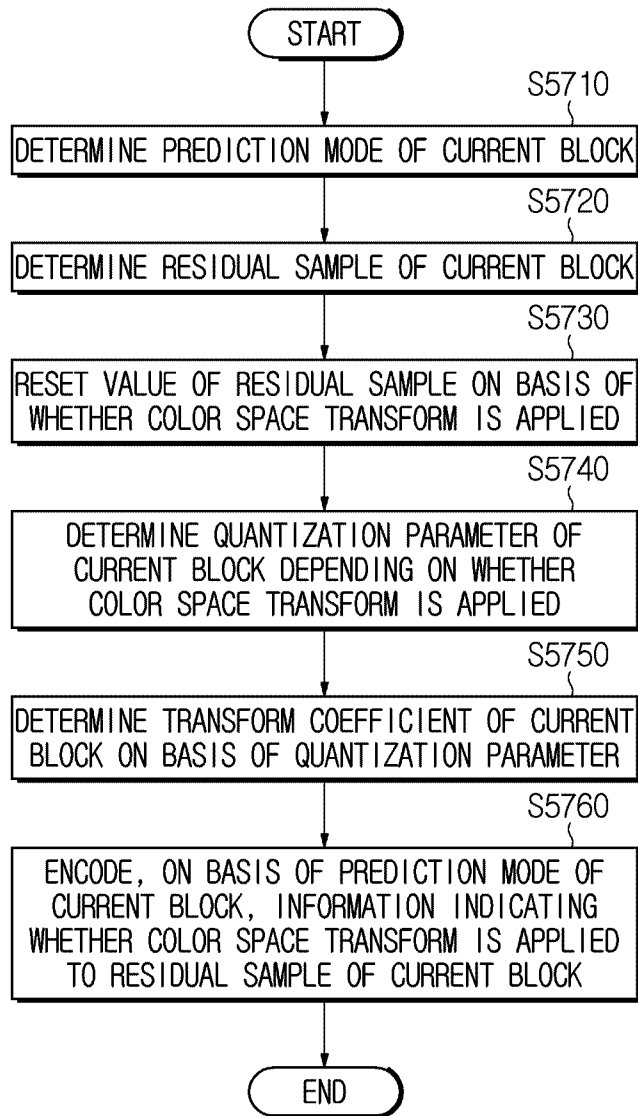 START
S5710
DETERMINE PREDICTION MODE OF CURRENT BLOCK
S5720
DETERMINE RESIDUAL SAMPLE OF CURRENT BLOCK
S5730
RESET VALUE OF RESIDUAL SAMPLE ON BASIS OF
WHETHER COLOR SPACE TRANSFORM IS APPLIED
S5740
DETERMINE QUANTIZATION PARAMETER OF
CURRENT BLOCK DEPENDING ON WHETHER
COLOR SPACE TRANSFORM IS APPLIED
S5750
DETERMINE TRANSFORM COEFFICIENT OF CURRENT
BLOCK ON BASIS OF QUANTIZATION PARAMETER
S5760
ENCODE, ON BASIS OF PREDICTION MODE OF
CURRENT BLOCK, INFORMATION INDICATING
WHETHER COLOR SPACE TRANSFORM IS APPLIED
TO RESIDUAL SAMPLE OF CURRENT BLOCK
END